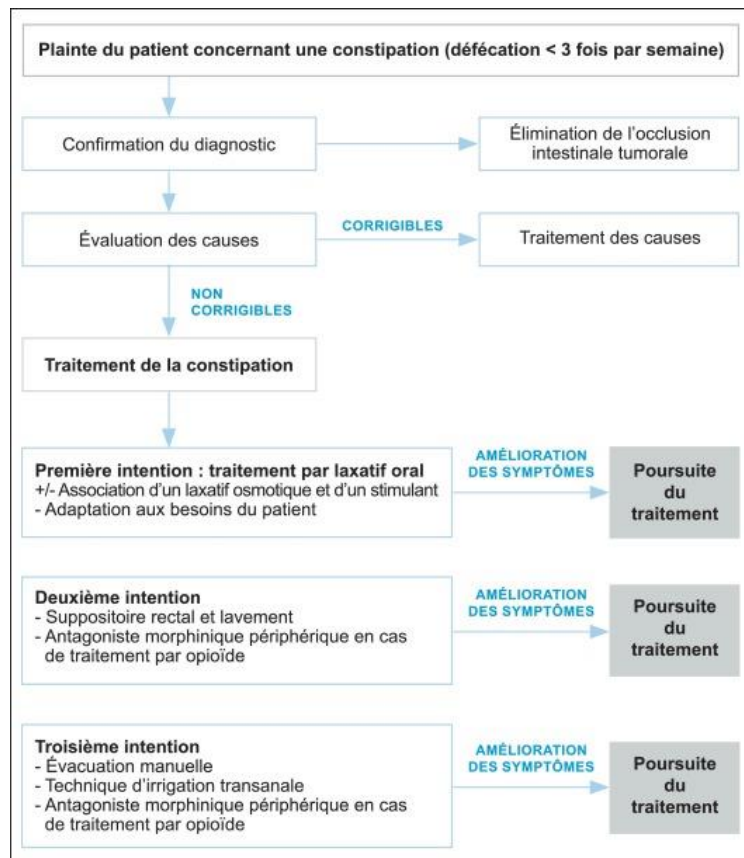 Plainte du patient concernant une constipation (défécation < 3 fois par semaine)
Confirmation du diagnostic
Élimination de l'occlusion
intestinale tumorale
Évaluation des causes
CORRIGIBLES
Traitement des causes
NON
CORRIGIBLES
Traitement de la constipation
Première intention : traitement par laxatif oral
+/- Association d'un laxatif osmotique et d'un stimulant
- Adaptation aux besoins du patient
AMÉLIORATION
DES SYMPTÔMES
Poursuite
du
traitement
Deuxième intention
- Suppositoire rectal et lavement
- Antagoniste morphinique périphérique en cas
de traitement par opioïde
AMÉLIORATION
DES SYMPTÔMES
Poursuite
du
traitement
Troisième intention
- Évacuation manuelle
- Technique d'irrigation transanale
- Antagoniste morphinique périphérique en cas
de traitement par opioïde
AMÉLIORATION
DES SYMPTÔMES
Poursuite
du
traitement